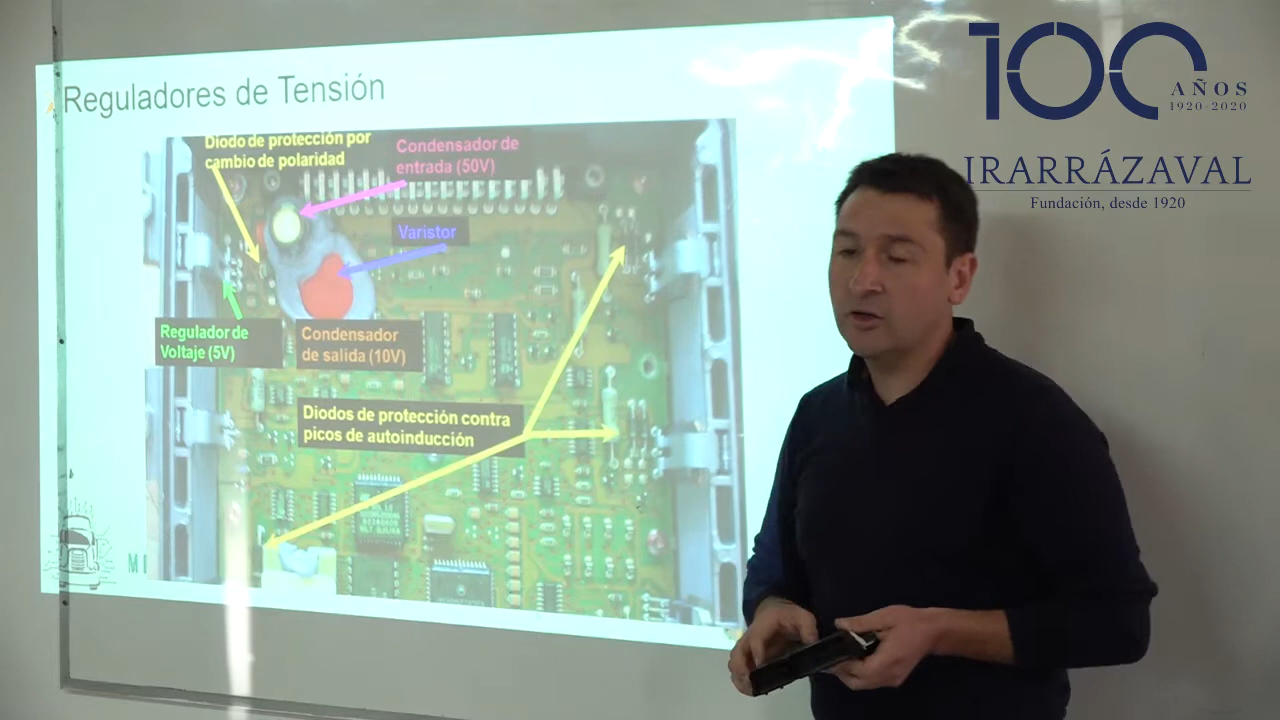 Reguladores de Tensión
Diodo de protección por
cambio de polaridad
Condensador de
entrada (50V)
Varistor
Regulador de
Voltaje (5V)
Condensador
de salida (10V)
Diodos de protección contra
picos de autoinducción
100
AÑOS
1920-2020
IRARRÁZAVAL
Fundación, desde 1920